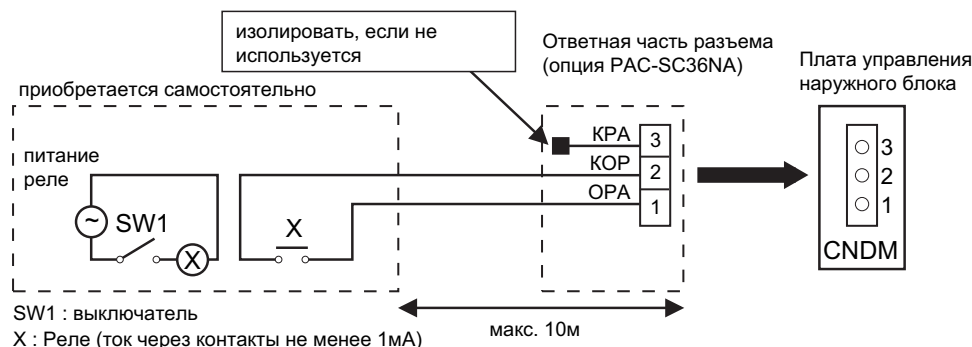 изолировать, если не
используется
Ответная часть разъема
(опция PAC-SC36NA)
Плата управления
наружного блока
приобретается самостоятельно
питание
реле
~
SW1
X
X
КРА
КОР
ОРА
3
2
1
3
2
1
CNDM
макс. 10м
SW1 : выключатель
X : Реле (ток через контакты не менее 1мА)